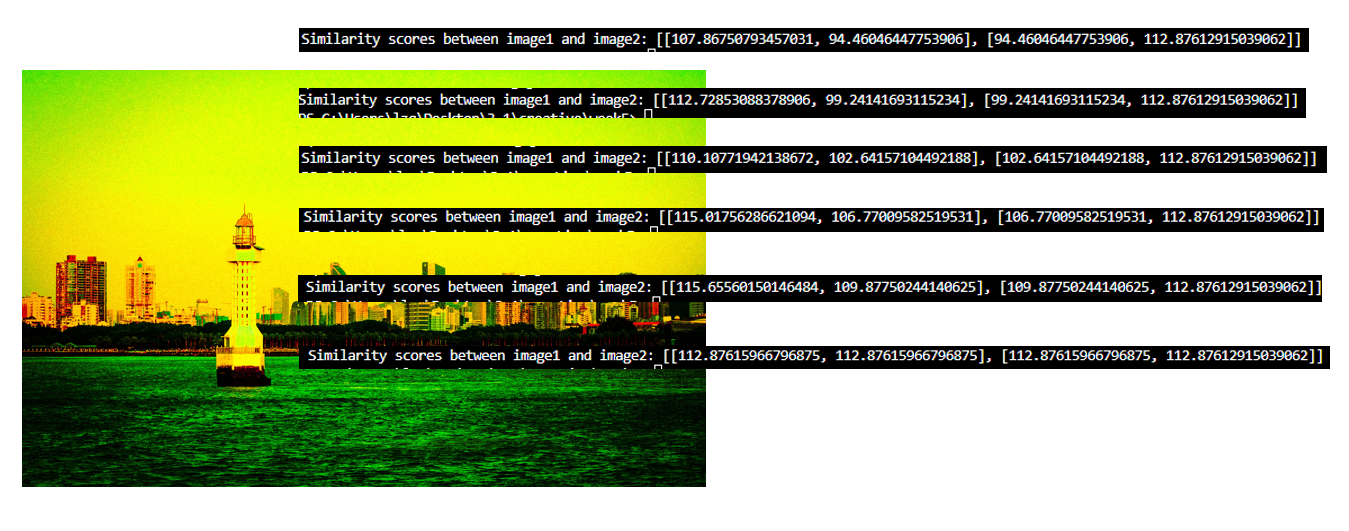 Similarity scores between image1 and image2: [[107.86750793457031, 94.46046447753906], [94.46046447753906, 112.87612915039062]]
Similarity scores between image1 and image2: [[112.72853088378906, 99.24141693115234], [99.24141693115234, 112.87612915039062]]
Similarity scores between image1 and image2: [[110.10771942138672, 102.64157104492188], [102.64157104492188, 112.87612915039062]]
Similarity scores between image1 and image2: [[115.01756286621094, 106.77009582519531], [106.77009582519531, 112.87612915039062]]
Similarity scores between image1 and image2: [[115.65560150146484, 109.87750244140625], [109.87750244140625, 112.87612915039062]]
Similarity scores between image1 and image2: [[112.87615966796875, 112.87615966796875], [112.87615966796875, 112.87612915039062]]